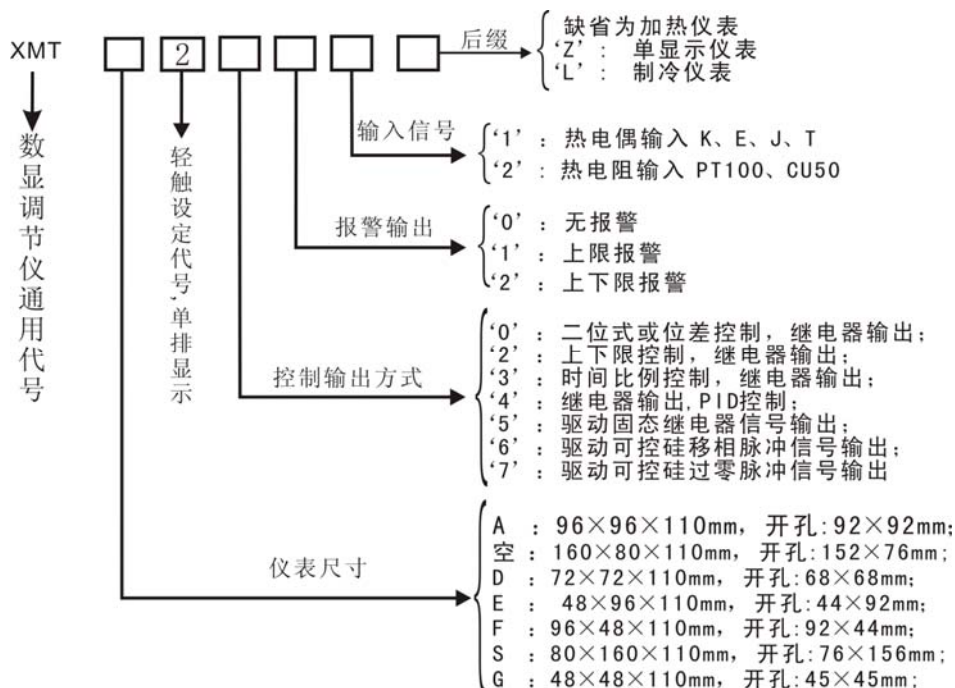 XMT
2
后缀
缺省为加热仪表
‘Z’： 单显示仪表
‘L’： 制冷仪表
数显调节仪通用代号
轻触设定代号,单排显示
输入信号
‘1’：热电偶输入 K、E、J、T
‘2’：热电阻输入 PT100、CU50
报警输出
‘0’：无报警
‘1’：上限报警
‘2’：上下限报警
控制输出方式
‘0’：二位式或位差控制，继电器输出；
‘2’：上下限控制，继电器输出；
‘3’：时间比例控制，继电器输出；
‘4’：继电器输出,PID控制；
‘5’：驱动固态继电器信号输出；
‘6’：驱动可控硅移相脉冲信号输出；
‘7’：驱动可控硅过零脉冲信号输出
仪表尺寸
A ：96×96×110mm，开孔:92×92mm;
空：160×80×110mm，开孔:152×76mm;
D ：72×72×110mm，开孔:68×68mm;
E ： 48×96×110mm，开孔:44×92mm;
F ：96×48×110mm，开孔:92×44mm;
S ：80×160×110mm，开孔:76×156mm;
G ：48×48×110mm，开孔:45×45mm;